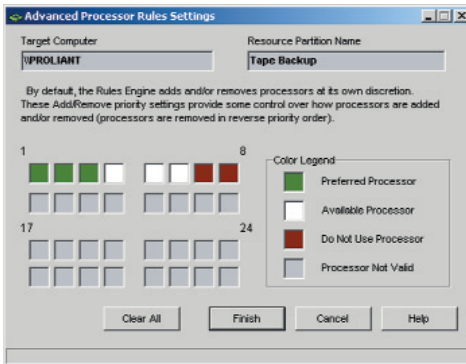 Advanced Processor Rules Settings
Target Computer
Resource Partition Name
\\PROLIANT
Tape Backup
By default, the Rules Engine adds and/or removes processors at its own discretion.
These Add/Remove priority settings provide some control over how processors are added
and/or removed (processors are removed in reverse priority order).
1
8
Color Legend
Preferred Processor
Available Processor
17
24
Do Not Use Processor
Processor Not Valid
Clear All
Finish
Cancel
Help